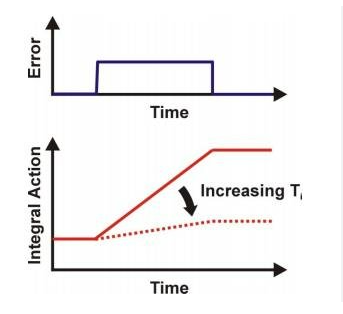 Error
Time
Integral Action
Increasing T
Time